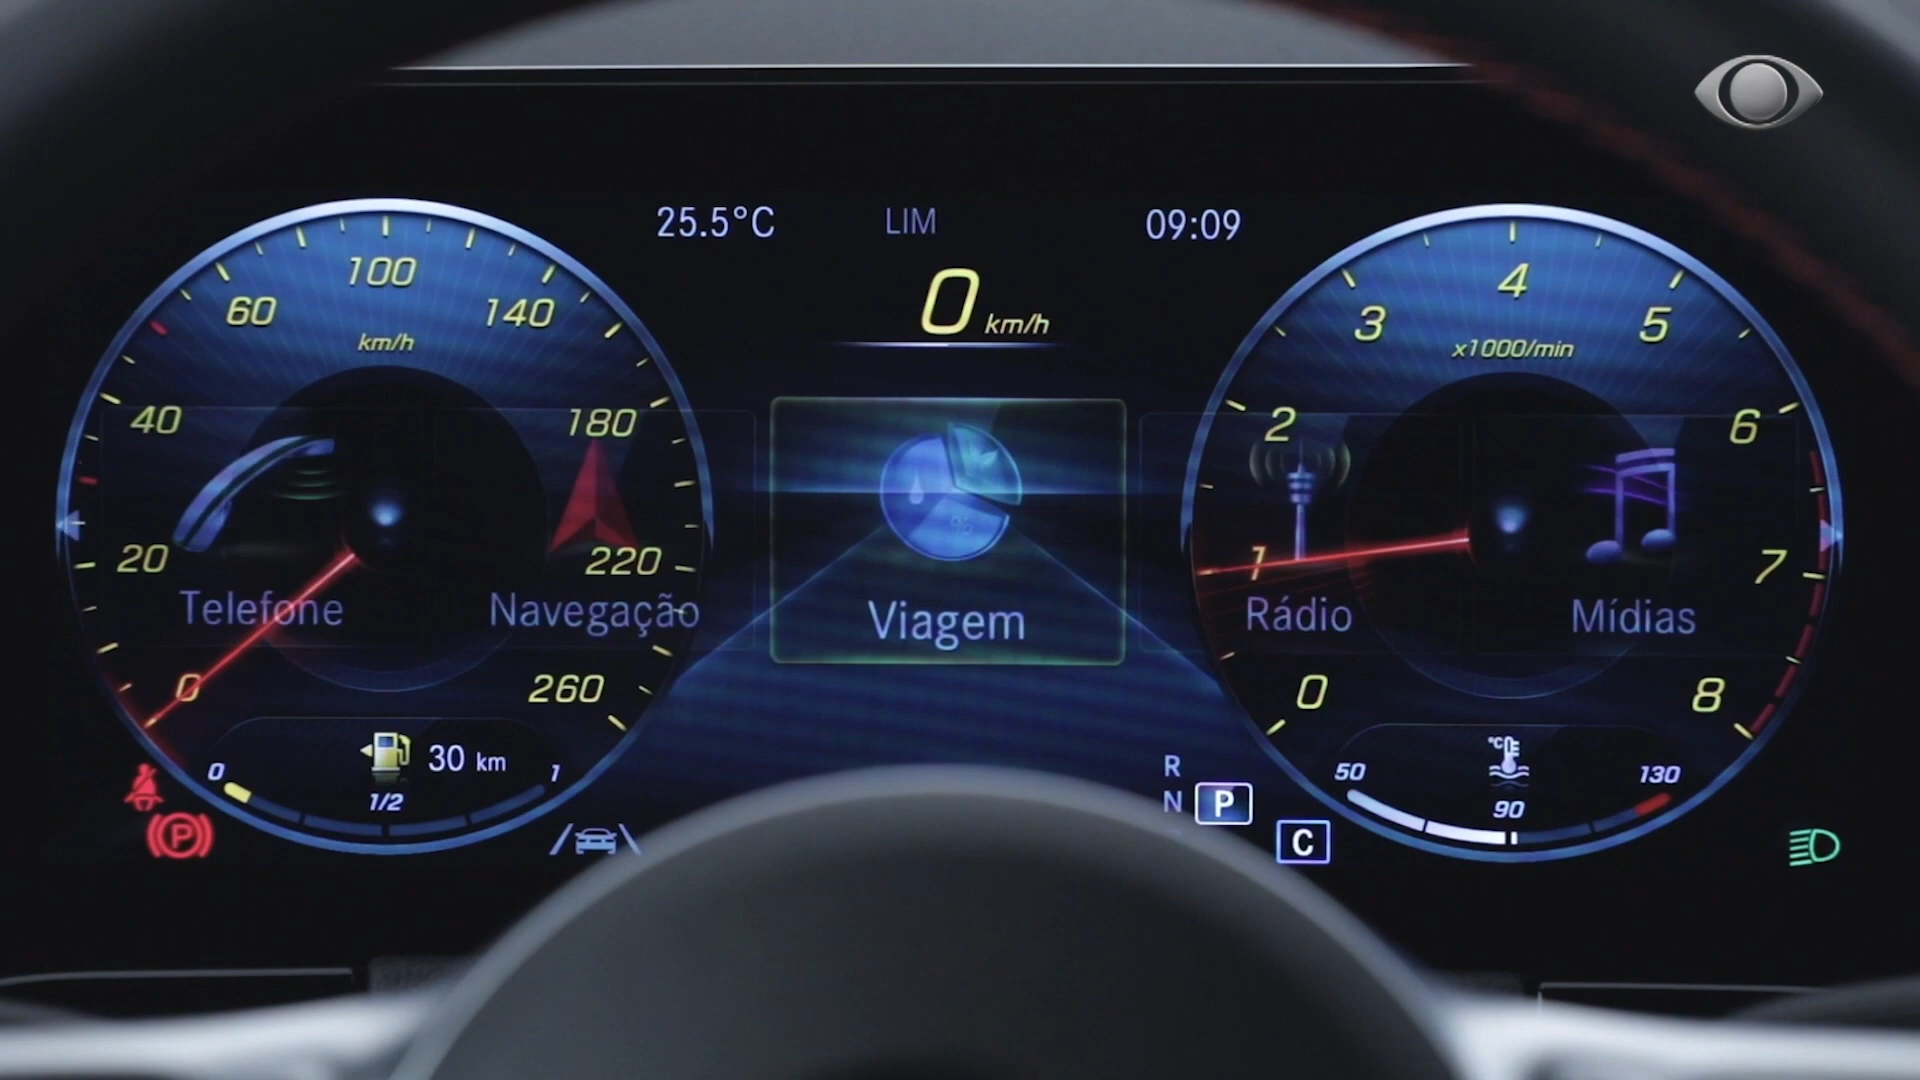 25.5°C LIM 09:09
0 km/h
0 20 40 60 100 140 180 220 260
km/h
0 1 2 3 4 5 6 7 8
x1000/min
Telefone Navegação Viagem Rádio Mídias
0 30 km 1
1/2
R
N P
C
°C
50 90 130
P
%